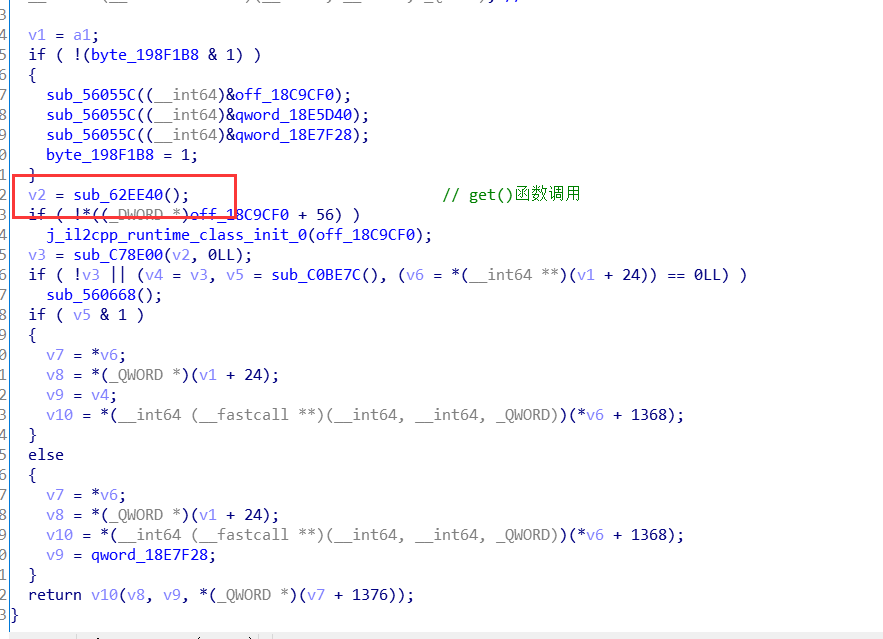 3
4 v1 = a1;
5 if ( !(byte_198F1B8 & 1) )
6 {
7 sub_56055C((__int64)&off_18C9CF0);
8 sub_56055C((__int64)&qword_18E5D40);
9 sub_56055C((__int64)&qword_18E7F28);
0 byte_198F1B8 = 1;
1 }
2 v2 = sub_62EE40(); // get()函数调用
3 if ( !*((_DWORD *)off_18C9CF0 + 56) )
4 j_il2cpp_runtime_class_init_0(off_18C9CF0);
5 v3 = sub_C78E00(v2, 0LL);
6 if ( !v3 || (v4 = v3, v5 = sub_C0BE7C(), (v6 = *(__int64 **)(v1 + 24)) == 0LL) )
7 sub_560668();
8 if ( v5 & 1 )
9 {
0 v7 = *v6;
1 v8 = *(_QWORD *)(v1 + 24);
2 v9 = v4;
3 v10 = *(__int64 (__fastcall **)(__int64, __int64, _QWORD))(*v6 + 1368);
4 }
5 else
6 {
7 v7 = *v6;
8 v8 = *(_QWORD *)(v1 + 24);
9 v10 = *(__int64 (__fastcall **)(__int64, __int64, _QWORD))(*v6 + 1368);
0 v9 = qword_18E7F28;
1 }
2 return v10(v8, v9, *(_QWORD *)(v7 + 1376));
3 }